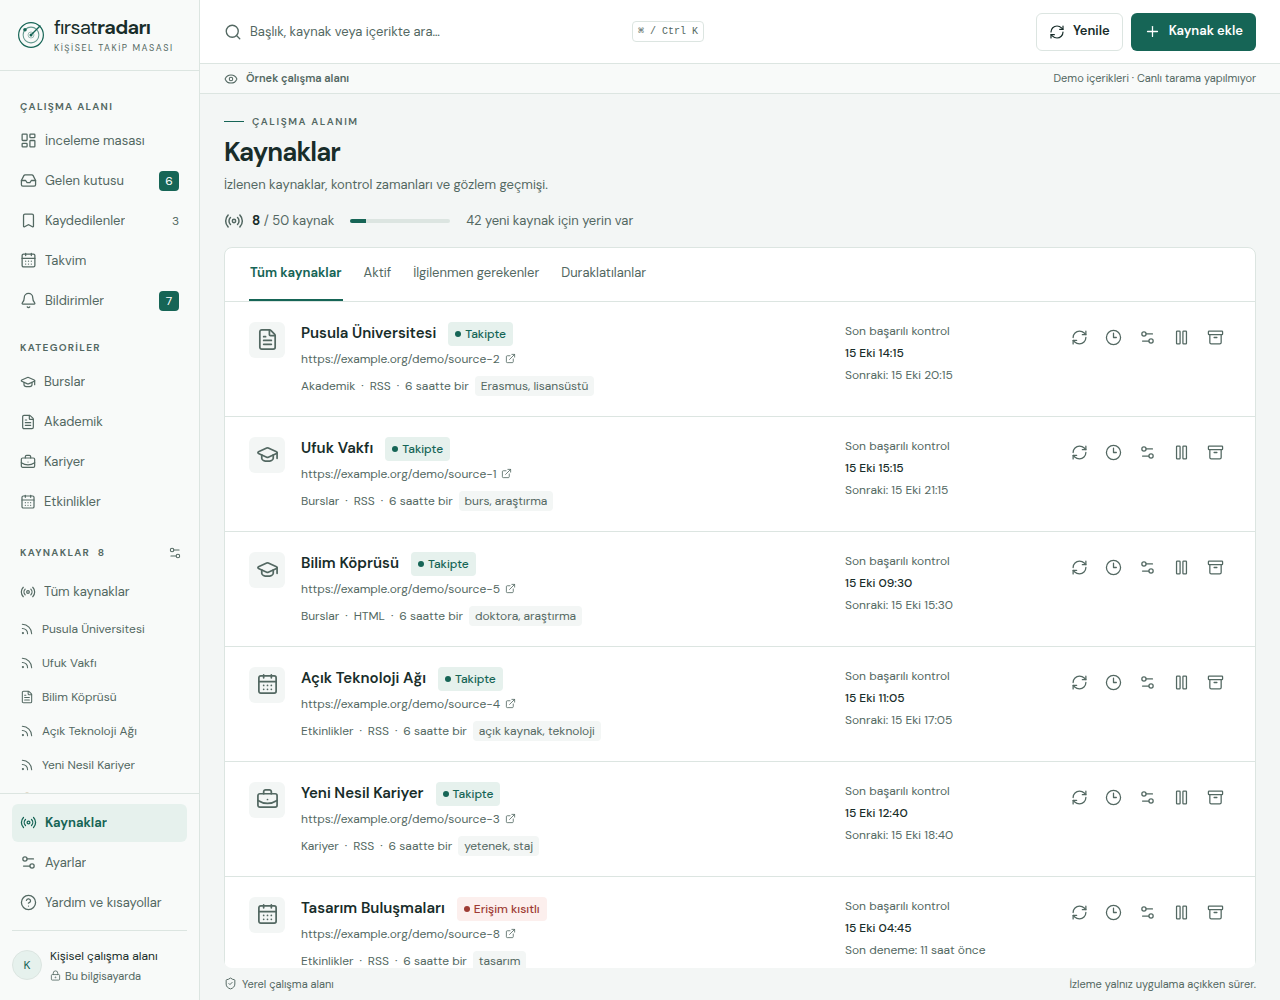 fırsatradarı
KİŞİSEL TAKİP MASASI
Başlık, kaynak veya içerikte ara...
⌘ / Ctrl K
Yenile
Kaynak ekle
Örnek çalışma alanı
Demo içerikleri · Canlı tarama yapılmıyor
ÇALIŞMA ALANI
İnceleme masası
Gelen kutusu 6
Kaydedilenler 3
Takvim
Bildirimler 7
KATEGORİLER
Burslar
Akademik
Kariyer
Etkinlikler
KAYNAKLAR 8
Tüm kaynaklar
Pusula Üniversitesi
Ufuk Vakfı
Bilim Köprüsü
Açık Teknoloji Ağı
Yeni Nesil Kariyer
Kaynaklar
Ayarlar
Yardım ve kısayollar
K
Kişisel çalışma alanı
Bu bilgisayarda
ÇALIŞMA ALANIM
Kaynaklar
İzlenen kaynaklar, kontrol zamanları ve gözlem geçmişi.
8 / 50 kaynak
42 yeni kaynak için yerin var
Tüm kaynaklar Aktif İlgilenmen gerekenler Duraklatılanlar
Pusula Üniversitesi Takipte
https://example.org/demo/source-2
Akademik · RSS · 6 saatte bir Erasmus, lisansüstü
Son başarılı kontrol
15 Eki 14:15
Sonraki: 15 Eki 20:15
Ufuk Vakfı Takipte
https://example.org/demo/source-1
Burslar · RSS · 6 saatte bir burs, araştırma
Son başarılı kontrol
15 Eki 15:15
Sonraki: 15 Eki 21:15
Bilim Köprüsü Takipte
https://example.org/demo/source-5
Burslar · HTML · 6 saatte bir doktora, araştırma
Son başarılı kontrol
15 Eki 09:30
Sonraki: 15 Eki 15:30
Açık Teknoloji Ağı Takipte
https://example.org/demo/source-4
Etkinlikler · RSS · 6 saatte bir açık kaynak, teknoloji
Son başarılı kontrol
15 Eki 11:05
Sonraki: 15 Eki 17:05
Yeni Nesil Kariyer Takipte
https://example.org/demo/source-3
Kariyer · RSS · 6 saatte bir yetenek, staj
Son başarılı kontrol
15 Eki 12:40
Sonraki: 15 Eki 18:40
Tasarım Buluşmaları Erişim kısıtlı
https://example.org/demo/source-8
Etkinlikler · RSS · 6 saatte bir tasarım
Son başarılı kontrol
15 Eki 04:45
Son deneme: 11 saat önce
Yerel çalışma alanı
İzleme yalnız uygulama açıkken sürer.